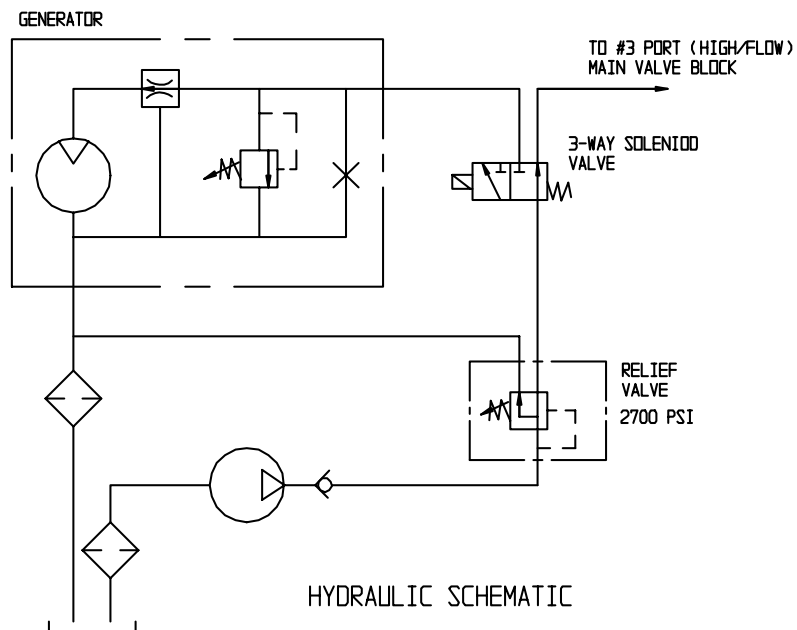 GENERATOR
TO #3 PORT (HIGH/FLOW)
MAIN VALVE BLOCK
3-WAY SOLENIOD
VALVE
RELIEF
VALVE
2700 PSI
HYDRAULIC SCHEMATIC